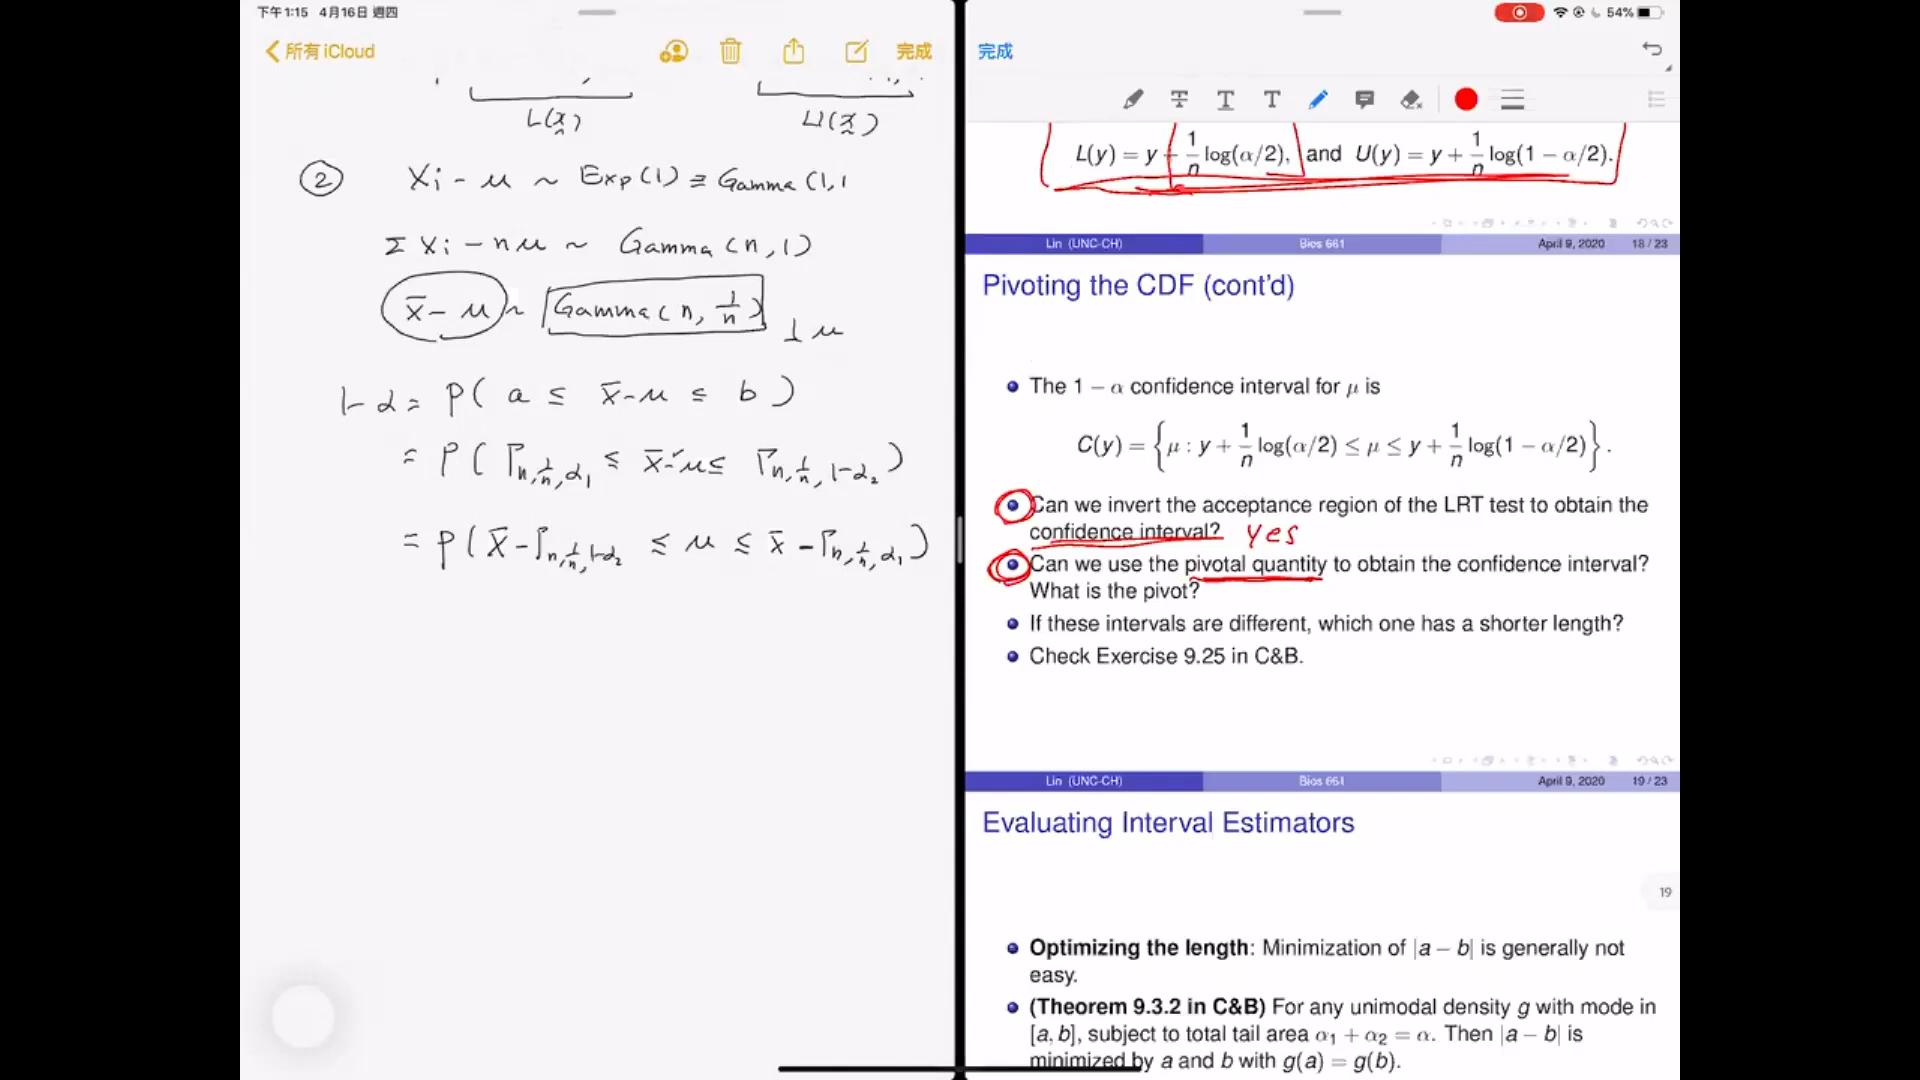 下午1:15 4月16日 週四
所有 iCloud
完成
L(x̰)
U(x̰)
② Xi - μ ~ Exp(1) ≡ Gamma(1,1
ΣXi - nμ ~ Gamma(n,1)
x̄ - μ ~ Gamma(n, 1/n) ⊥ μ
1-α = P( a ≤ x̄-μ ≤ b )
= P( Γn,1/n,α₁ ≤ x̄-μ ≤ Γn,1/n,1-α₂ )
= P( x̄-Γn,1/n,1-α₂ ≤ μ ≤ x̄-Γn,1/n,α₁ )
54%
完成
L(y) = y + 1/n log(α/2), and U(y) = y + 1/n log(1 − α/2).
Lin (UNC-CH) Bios 661 April 9, 2020 18 / 23
Pivoting the CDF (cont'd)
The 1 − α confidence interval for μ is
C(y) = {μ : y + 1/n log(α/2) ≤ μ ≤ y + 1/n log(1 − α/2)}.
Can we invert the acceptance region of the LRT test to obtain the
confidence interval? yes
Can we use the pivotal quantity to obtain the confidence interval?
What is the pivot?
If these intervals are different, which one has a shorter length?
Check Exercise 9.25 in C&B.
Lin (UNC-CH) Bios 661 April 9, 2020 19 / 23
Evaluating Interval Estimators
19
Optimizing the length: Minimization of |a − b| is generally not
easy.
(Theorem 9.3.2 in C&B) For any unimodal density g with mode in
[a, b], subject to total tail area α₁ + α₂ = α. Then |a − b| is
minimized by a and b with g(a) = g(b).